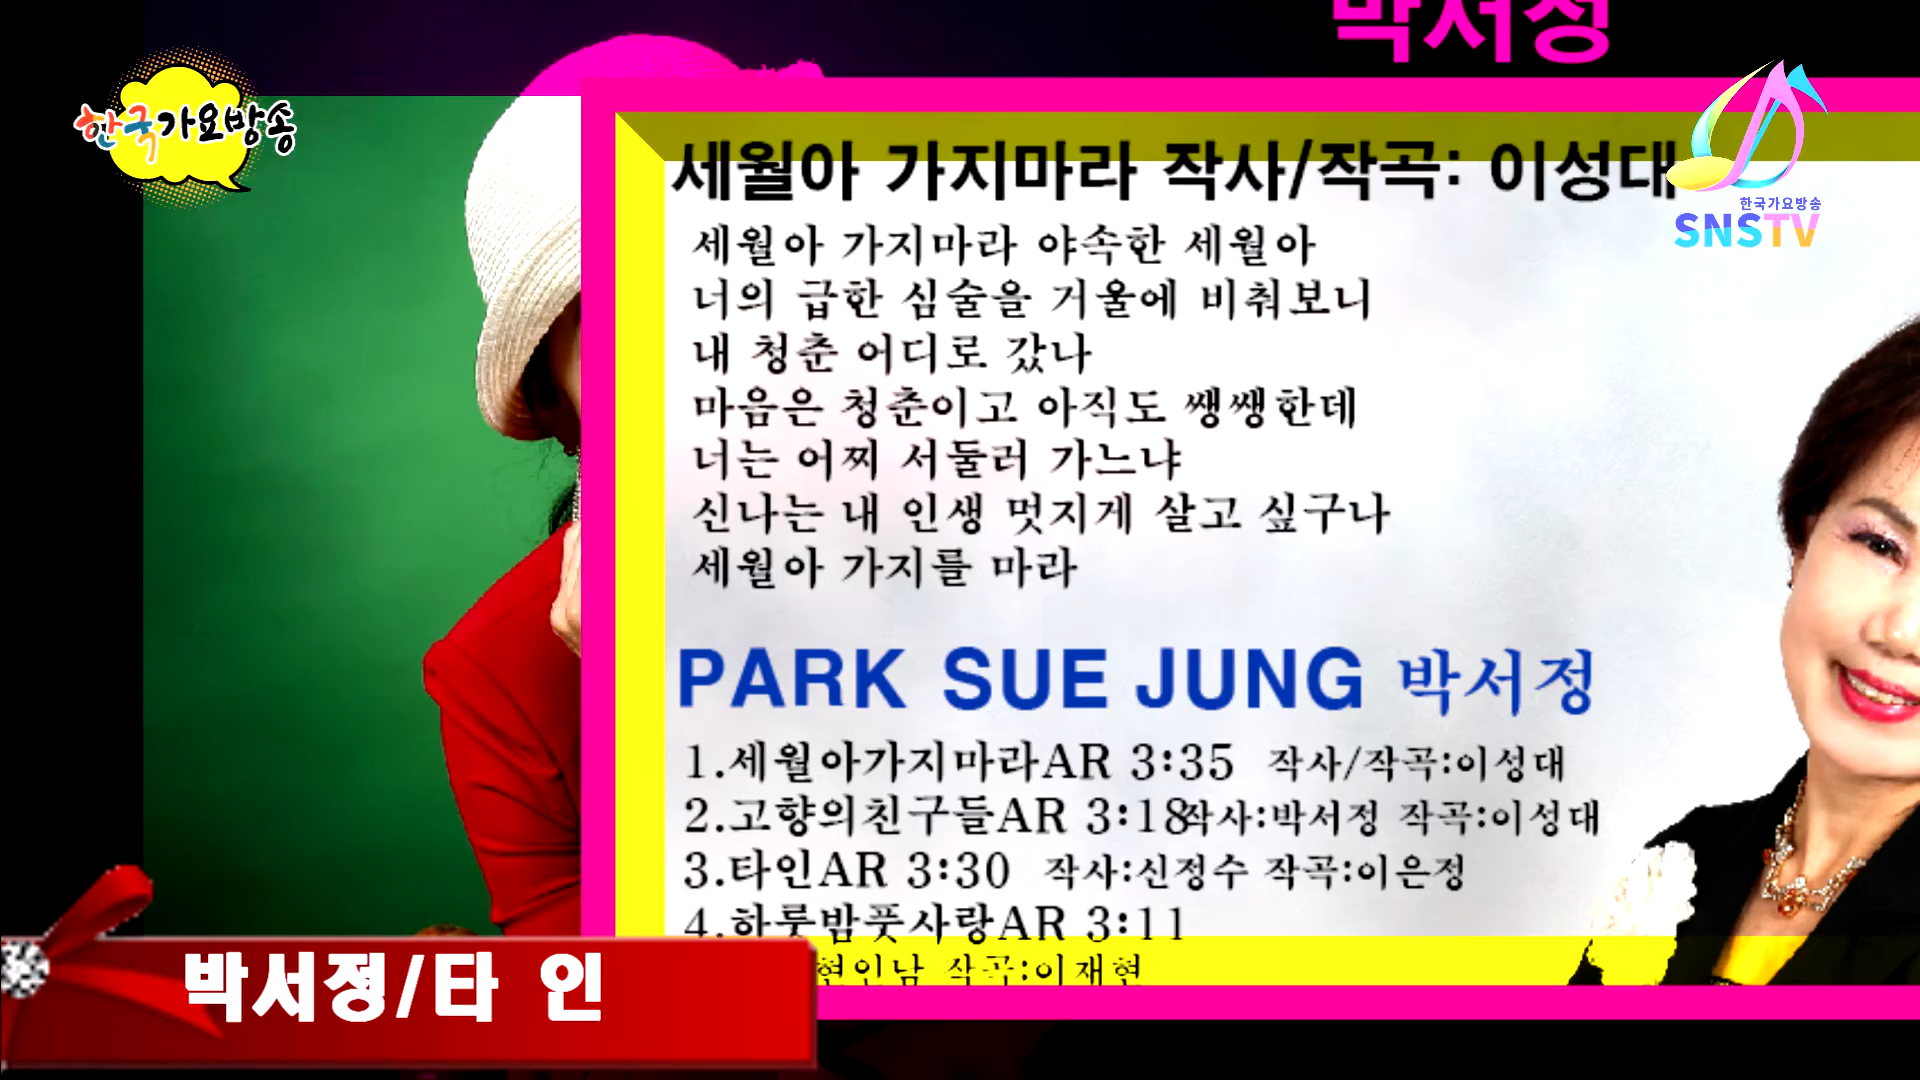 박서정
한국가요방송
한국가요방송
SNSTV
세월아 가지마라 작사/작곡: 이성대
세월아 가지마라 야속한 세월아
너의 급한 심술을 거울에 비춰보니
내 청춘 어디로 갔나
마음은 청춘이고 아직도 쌩쌩한데
너는 어찌 서둘러 가느냐
신나는 내 인생 멋지게 살고 싶구나
세월아 가지를 마라
PARK SUE JUNG 박서정
1.세월아가지마라AR 3:35 작사/작곡:이성대
2.고향의친구들AR 3:18작사:박서정 작곡:이성대
3.타인AR 3:30 작사:신정수 작곡:이은정
4.하룻밤풋사랑AR 3:11
현인남 작곡:이재현
박서정/타 인